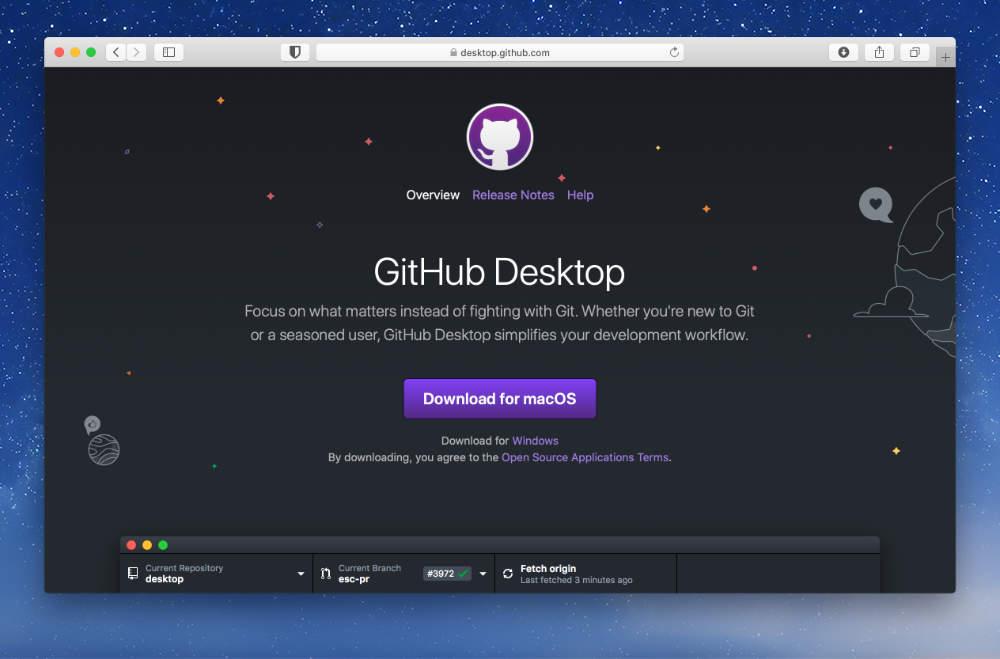 desktop.github.com
Overview Release Notes Help
GitHub Desktop
Focus on what matters instead of fighting with Git. Whether you're new to Git
or a seasoned user, GitHub Desktop simplifies your development workflow.
Download for macOS
Download for Windows
By downloading, you agree to the Open Source Applications Terms.
Current Repository
desktop
Current Branch
esc-pr
#3972
Fetch origin
Last fetched 3 minutes ago